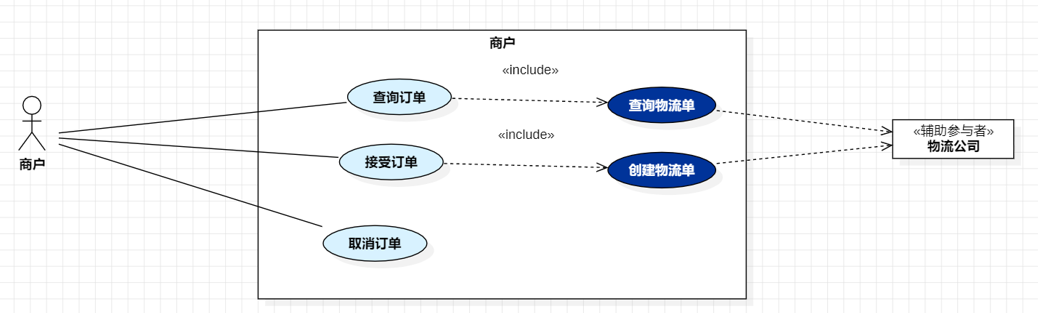 商户
«include»
查询订单
查询物流单
«辅助参与者»
物流公司
«include»
商户
接受订单
创建物流单
取消订单